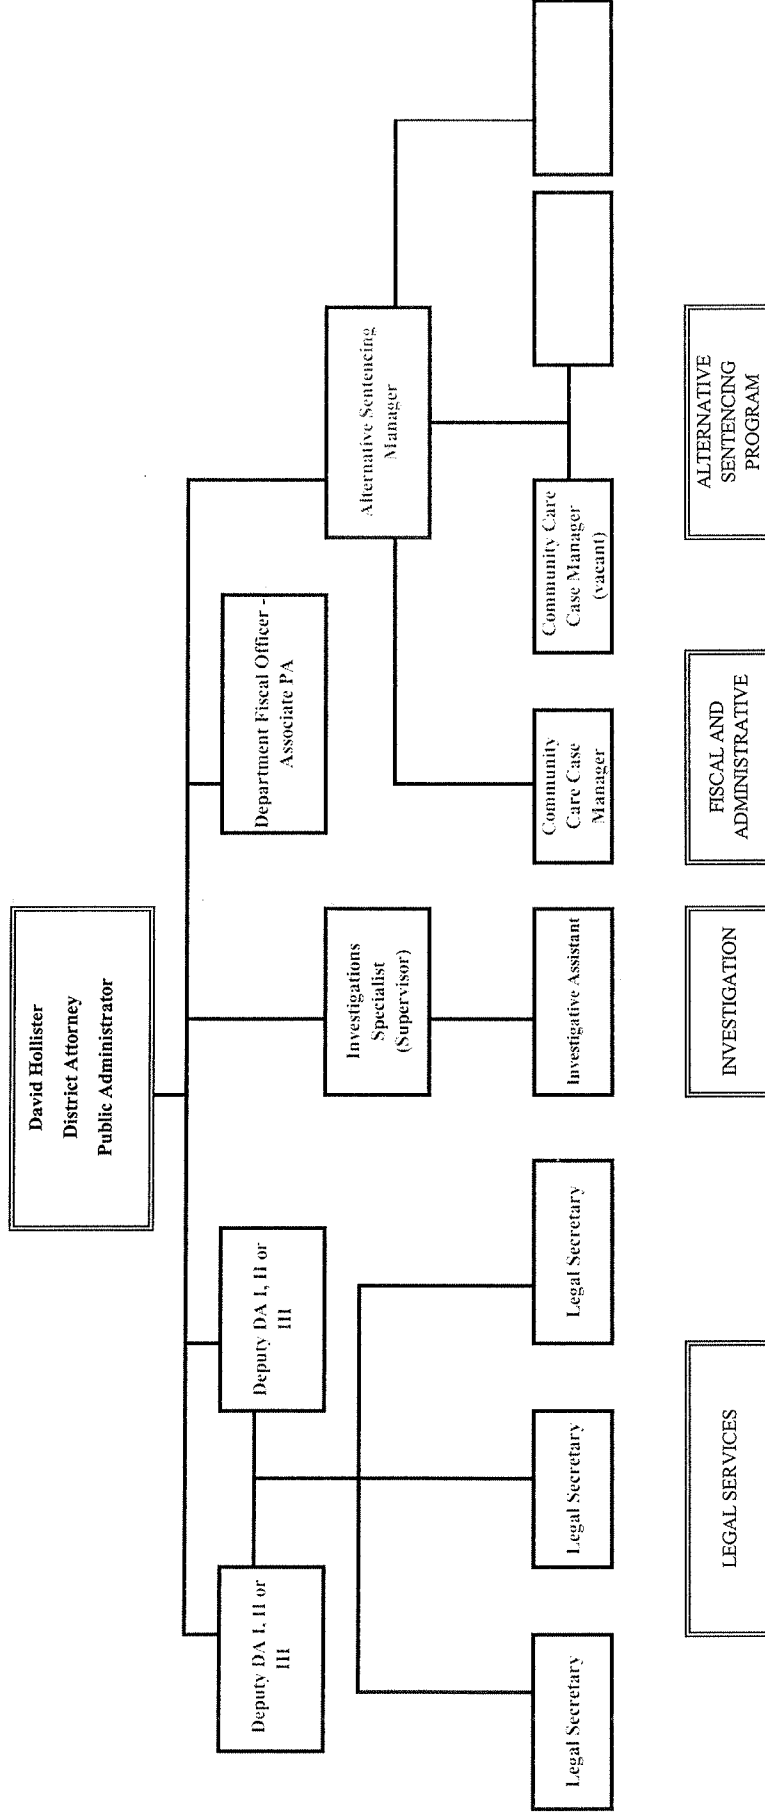 David Hollister
District Attorney
Public Administrator
Deputy DA I, II or
III
Deputy DA I, II or
III
Department Fiscal Officer -
Associate PA
Investigations
Specialist
(Supervisor)
Alternative Sentencing
Manager
Legal Secretary
Legal Secretary
Legal Secretary
Investigative Assistant
Community
Care Case
Manager
Community Care
Case Manager
(vacant)
LEGAL SERVICES
INVESTIGATION
FISCAL AND
ADMINISTRATIVE
ALTERNATIVE
SENTENCING
PROGRAM